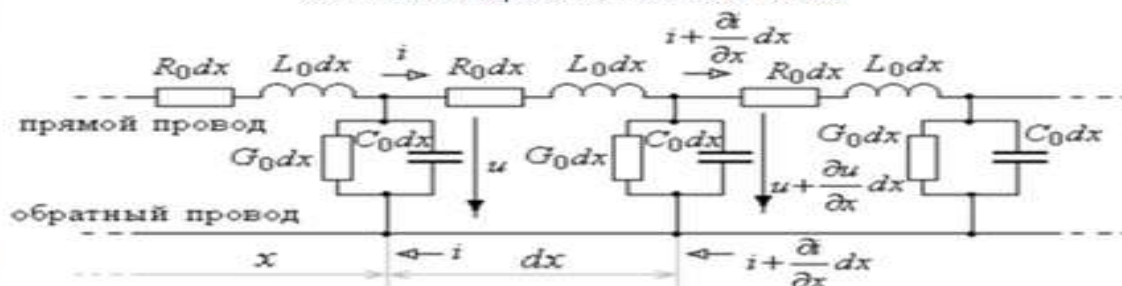 i
i + ∂i/∂x dx
R₀dx L₀dx R₀dx L₀dx R₀dx L₀dx
прямой провод
G₀dx C₀dx u G₀dx C₀dx u + ∂u/∂x dx G₀dx C₀dx
обратный провод
x i dx i + ∂i/∂x dx